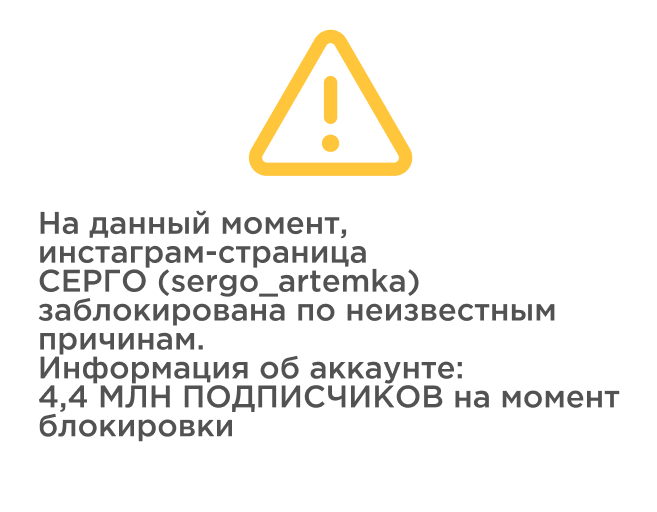 На данный момент,
инстаграм-страница
СЕРГО (sergo_artemka)
заблокирована по неизвестным
причинам.
Информация об аккаунте:
4,4 МЛН ПОДПИСЧИКОВ на момент
блокировки